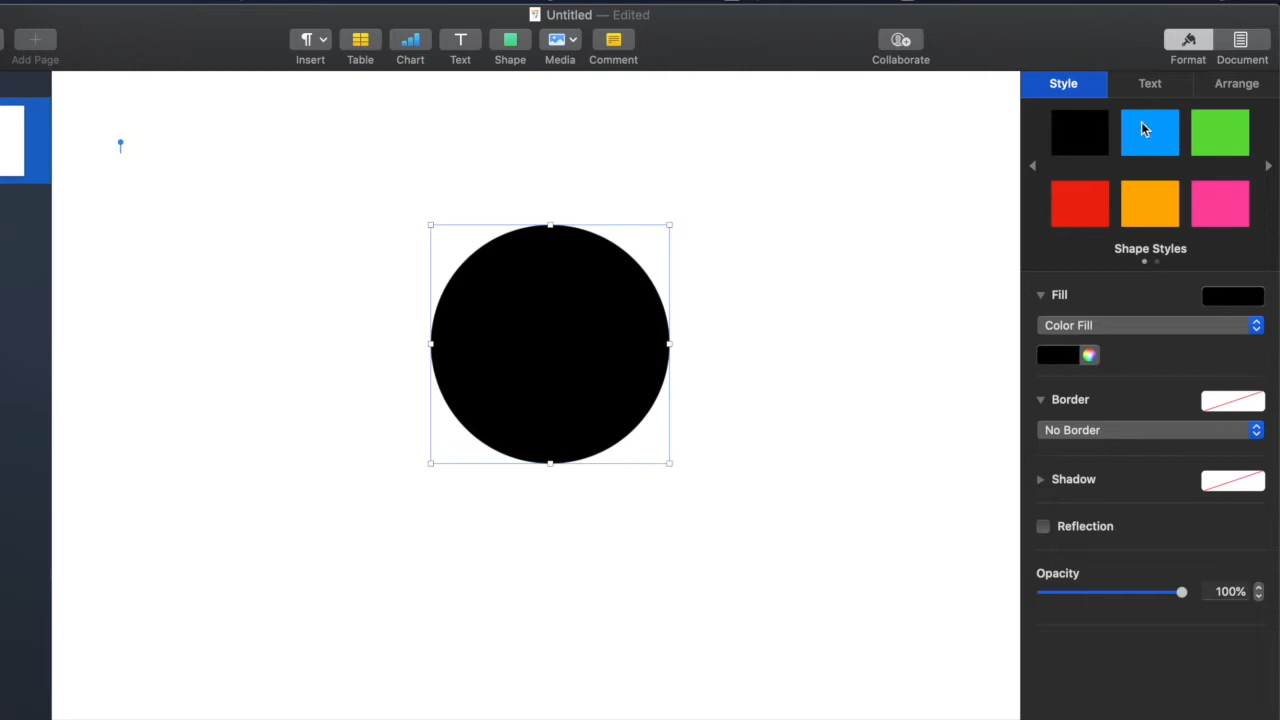 Untitled — Edited
Add Page
Insert
Table
Chart
T
Text
Shape
Media
Comment
Collaborate
Format
Document
Style
Text
Arrange
Shape Styles
Fill
Color Fill
Border
No Border
Shadow
Reflection
Opacity
100%